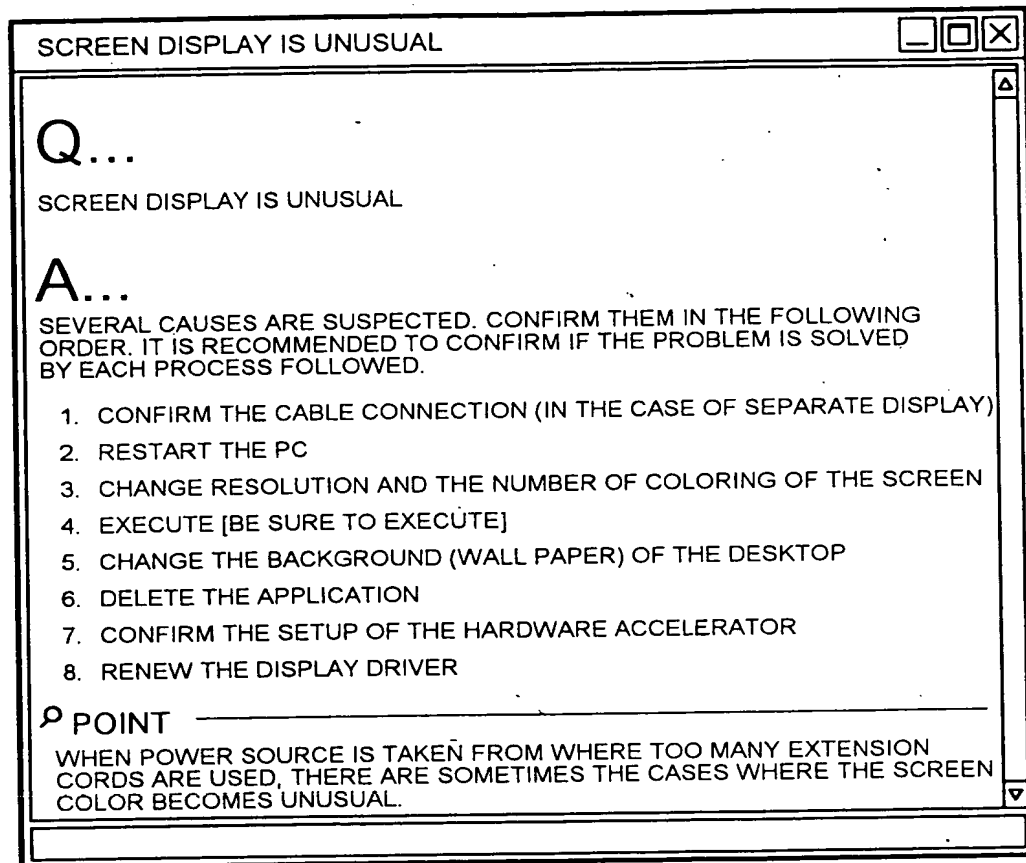 SCREEN DISPLAY IS UNUSUAL
Q...
SCREEN DISPLAY IS UNUSUAL
A...
SEVERAL CAUSES ARE SUSPECTED. CONFIRM THEM IN THE FOLLOWING
ORDER. IT IS RECOMMENDED TO CONFIRM IF THE PROBLEM IS SOLVED
BY EACH PROCESS FOLLOWED.
1. CONFIRM THE CABLE CONNECTION (IN THE CASE OF SEPARATE DISPLAY)
2. RESTART THE PC
3. CHANGE RESOLUTION AND THE NUMBER OF COLORING OF THE SCREEN
4. EXECUTE [BE SURE TO EXECUTE]
5. CHANGE THE BACKGROUND (WALL PAPER) OF THE DESKTOP
6. DELETE THE APPLICATION
7. CONFIRM THE SETUP OF THE HARDWARE ACCELERATOR
8. RENEW THE DISPLAY DRIVER
POINT
WHEN POWER SOURCE IS TAKEN FROM WHERE TOO MANY EXTENSION
CORDS ARE USED, THERE ARE SOMETIMES THE CASES WHERE THE SCREEN
COLOR BECOMES UNUSUAL.